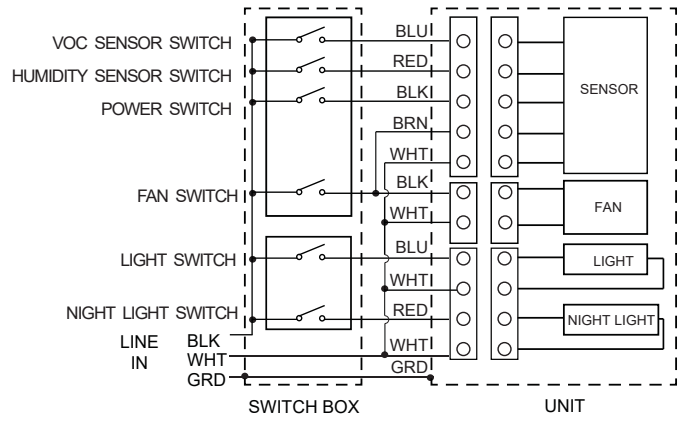 VOC SENSOR SWITCH
HUMIDITY SENSOR SWITCH
POWER SWITCH
FAN SWITCH
LIGHT SWITCH
NIGHT LIGHT SWITCH
LINE IN
BLK
WHT
GRD
BLU
RED
BLK
BRN
WHT
BLK
WHT
BLU
WHT
RED
WHT
GRD
SENSOR
FAN
LIGHT
NIGHT LIGHT
SWITCH BOX
UNIT